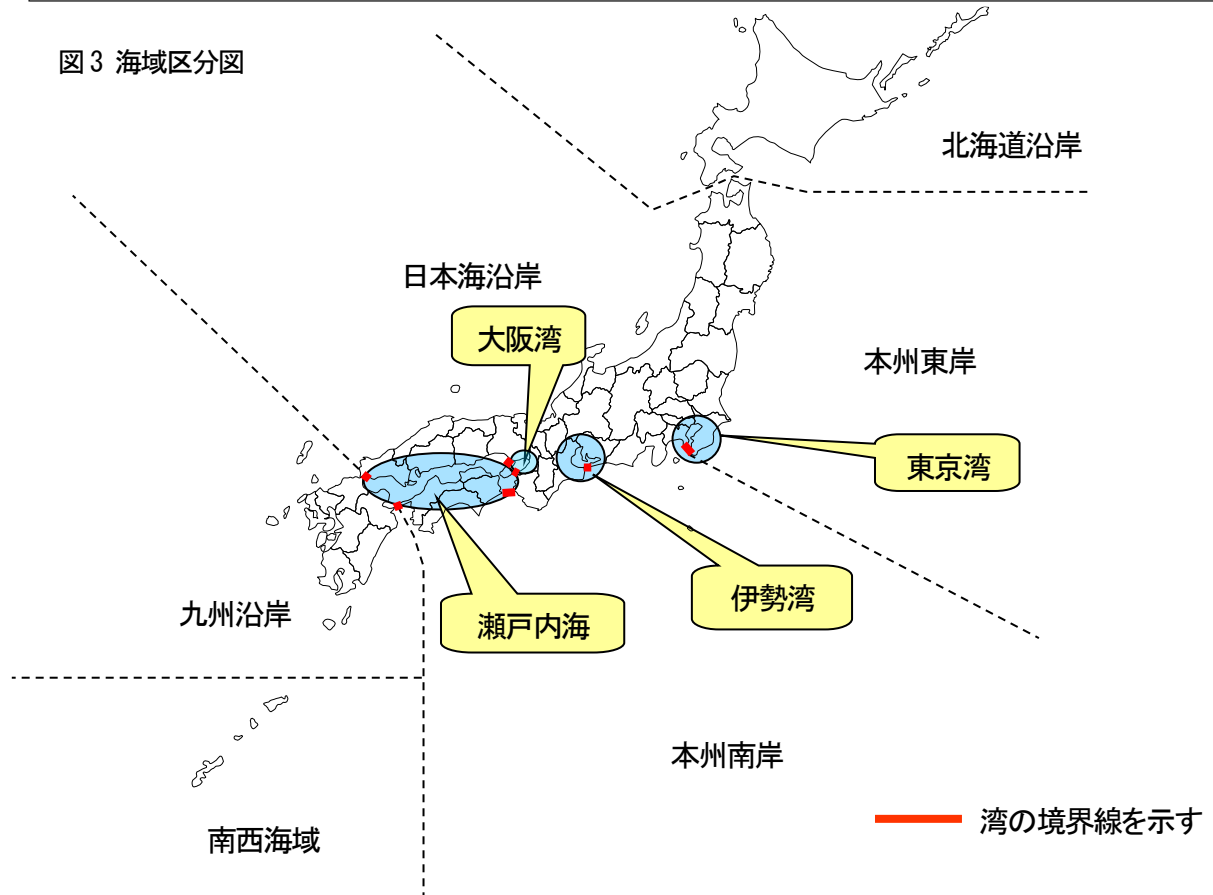 図3 海域区分図
北海道沿岸
日本海沿岸
大阪湾
本州東岸
東京湾
伊勢湾
瀬戸内海
九州沿岸
本州南岸
湾の境界線を示す
南西海域